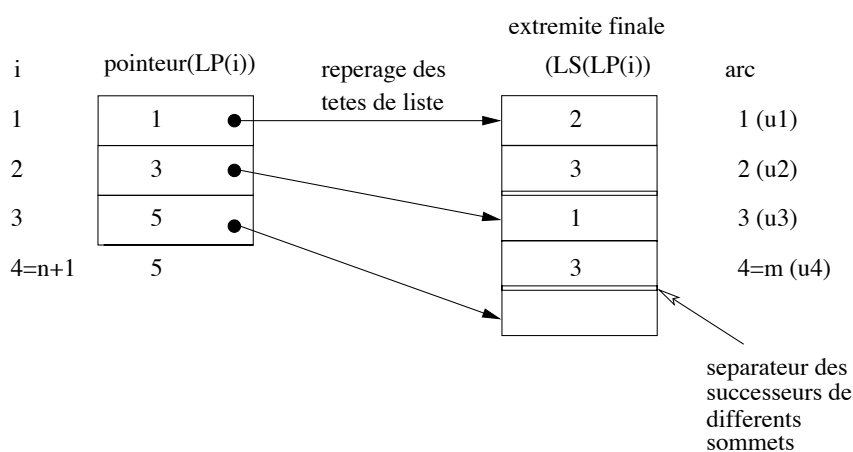 extremite finale
i pointeur(LP(i)) reperage des (LS(LP(i)) arc
tetes de liste
1 1 2 1 (u1)
2 3 3 2 (u2)
3 5 1 3 (u3)
4=n+1 5 3 4=m (u4)
separateur des
successeurs de
differents
sommets